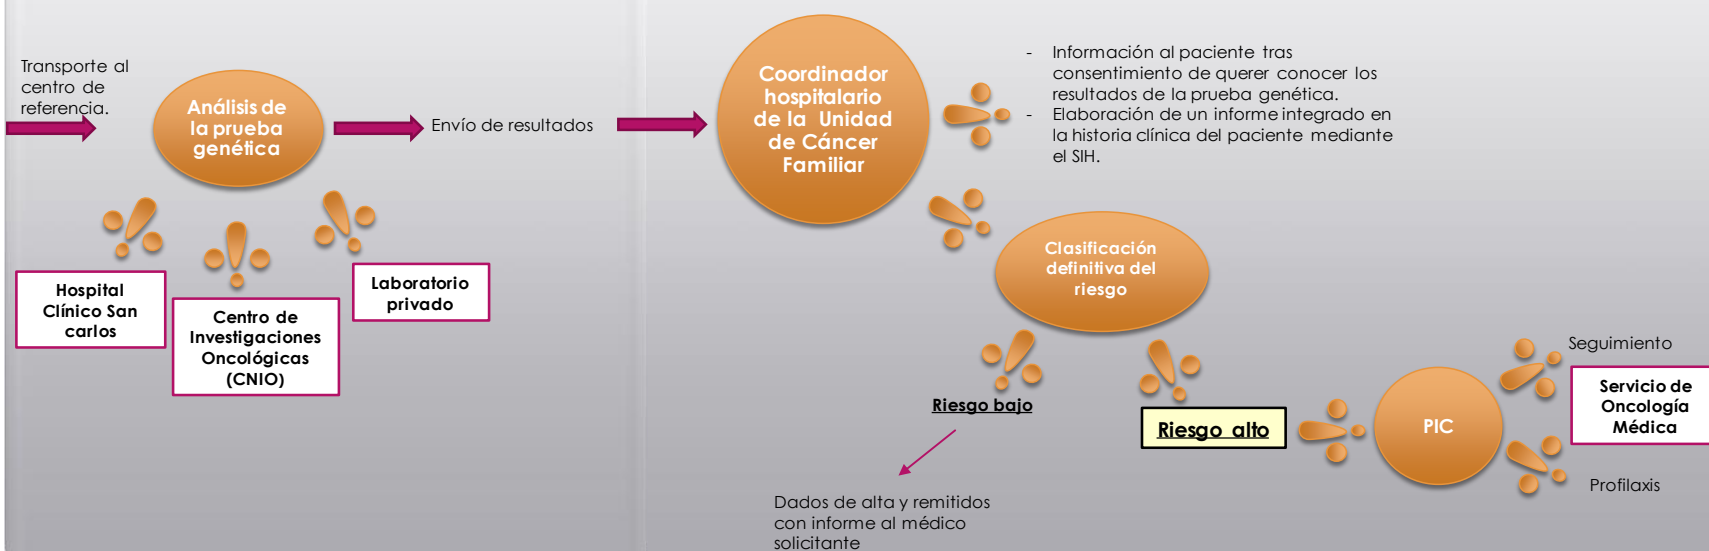 Transporte al
centro de
referencia.
Análisis de
la prueba
genética
Envío de resultados
Hospital
Clínico San
carlos
Centro de
Investigaciones
Oncológicas
(CNIO)
Laboratorio
privado
Coordinador
hospitalario
de la Unidad
de Cáncer
Familiar
- Información al paciente tras
consentimiento de querer conocer los
resultados de la prueba genética.
- Elaboración de un informe integrado en
la historia clínica del paciente mediante
el SIH.
Clasificación
definitiva del
riesgo
Riesgo bajo
Dados de alta y remitidos
con informe al médico
solicitante
Riesgo alto
PIC
Seguimiento
Servicio de
Oncología
Médica
Profilaxis